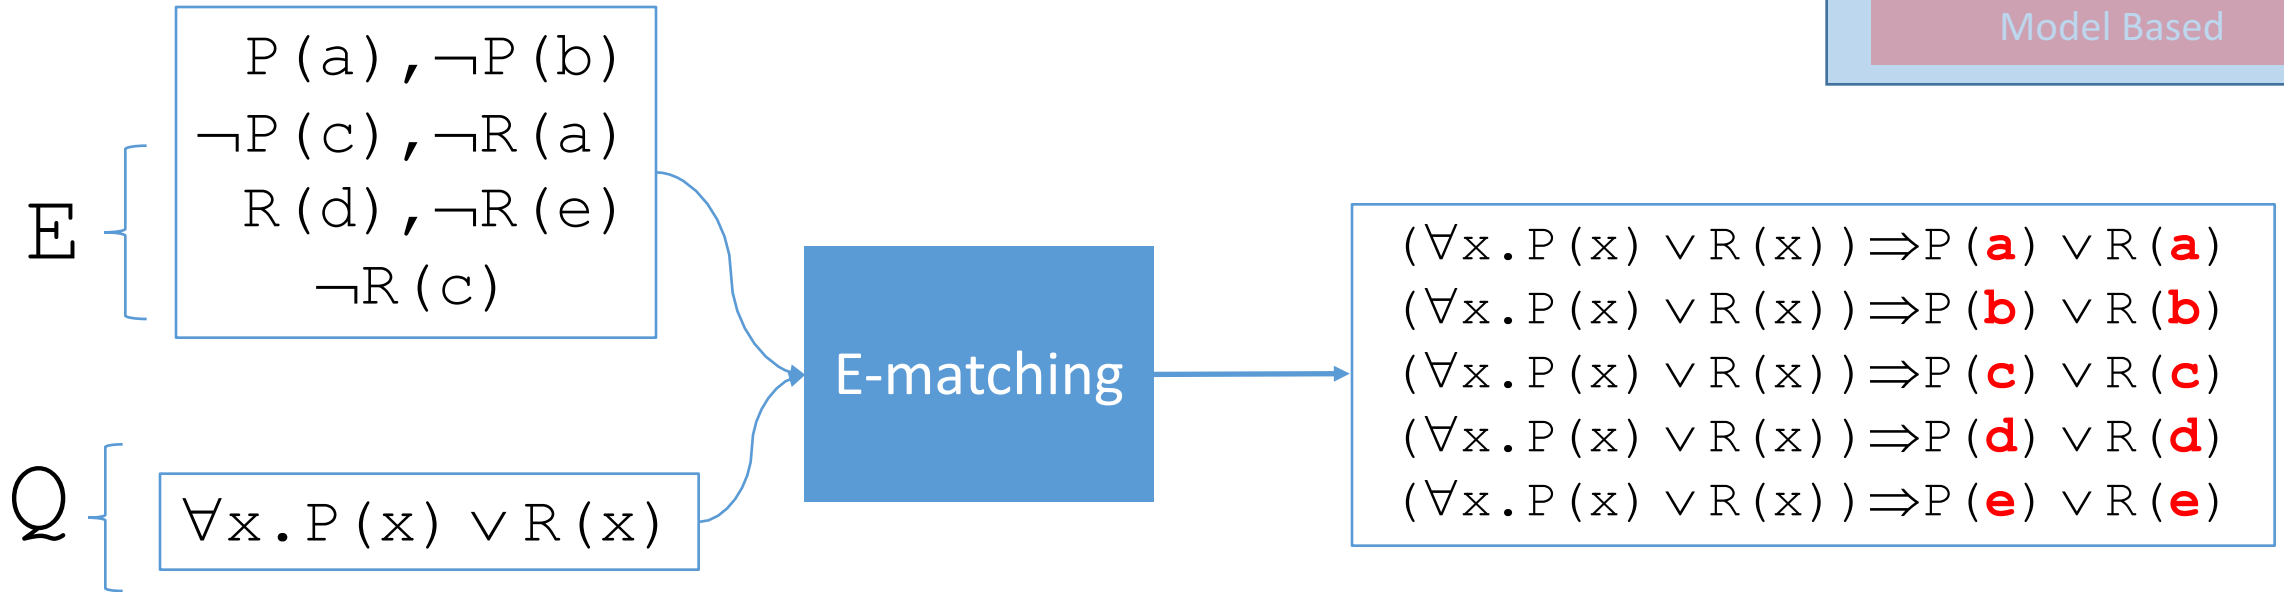 Model Based
E
P(a),¬P(b)
¬P(c),¬R(a)
R(d),¬R(e)
¬R(c)
Q
∀x.P(x) ∨ R(x)
E-matching
(∀x.P(x) ∨ R(x))⇒P(a) ∨ R(a)
(∀x.P(x) ∨ R(x))⇒P(b) ∨ R(b)
(∀x.P(x) ∨ R(x))⇒P(c) ∨ R(c)
(∀x.P(x) ∨ R(x))⇒P(d) ∨ R(d)
(∀x.P(x) ∨ R(x))⇒P(e) ∨ R(e)